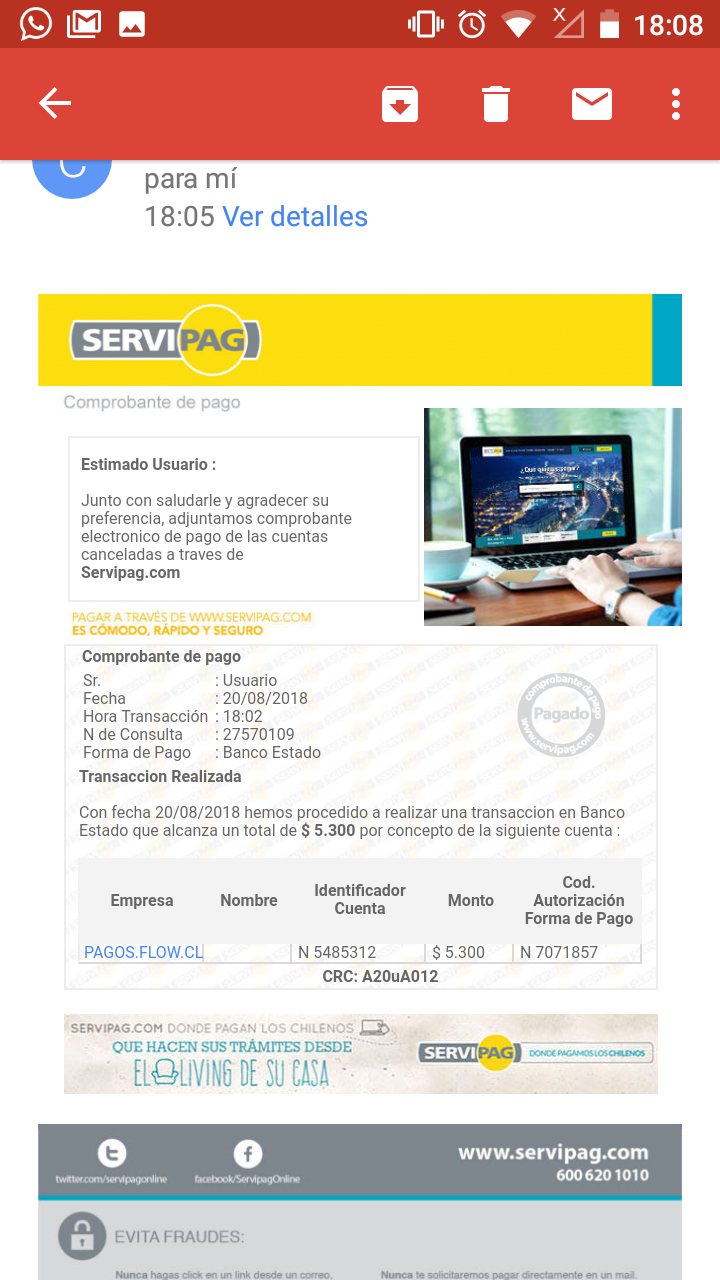 18:08
C
para mí
18:05 Ver detalles
SERVIPAG
Comprobante de pago
Estimado Usuario :
Junto con saludarle y agradecer su
preferencia, adjuntamos comprobante
electronico de pago de las cuentas
canceladas a traves de
Servipag.com
PAGAR A TRAVÉS DE WWW.SERVIPAG.COM
ES CÓMODO, RÁPIDO Y SEGURO
Comprobante de pago
Sr. : Usuario
Fecha : 20/08/2018
Hora Transacción : 18:02
N de Consulta : 27570109
Forma de Pago : Banco Estado
comprobante de pago
Pagado
www.servipag.com
Transaccion Realizada
Con fecha 20/08/2018 hemos procedido a realizar una transaccion en Banco
Estado que alcanza un total de $ 5.300 por concepto de la siguiente cuenta :
Empresa Nombre Identificador Cuenta Monto Cod. Autorización Forma de Pago
PAGOS.FLOW.CL N 5485312 $ 5.300 N 7071857
CRC: A20uA012
SERVIPAG.COM DONDE PAGAN LOS CHILENOS
QUE HACEN SUS TRÁMITES DESDE
EL LIVING DE SU CASA
SERVIPAG DONDE PAGAMOS LOS CHILENOS
www.servipag.com
600 620 1010
twitter.com/servipagonline facebook/ServipagOnline
EVITA FRAUDES:
Nunca hagas click en un link desde un correo, Nunca te solicitaremos pagar directamente en un mail.